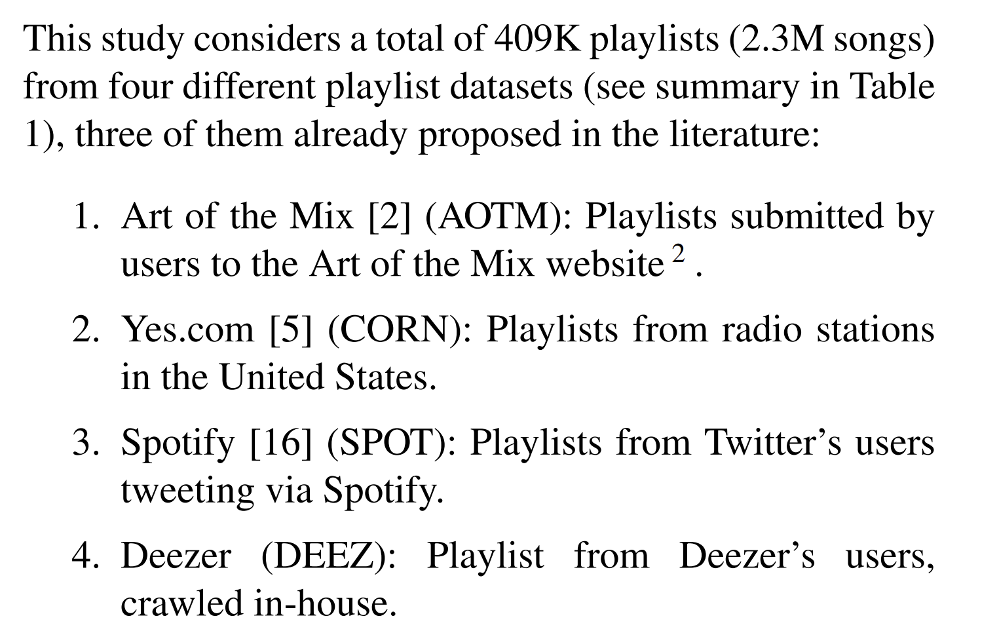 This study considers a total of 409K playlists (2.3M songs)
from four different playlist datasets (see summary in Table
1), three of them already proposed in the literature:
1. Art of the Mix [2] (AOTM): Playlists submitted by
users to the Art of the Mix website 2 .
2. Yes.com [5] (CORN): Playlists from radio stations
in the United States.
3. Spotify [16] (SPOT): Playlists from Twitter’s users
tweeting via Spotify.
4. Deezer (DEEZ): Playlist from Deezer’s users,
crawled in-house.